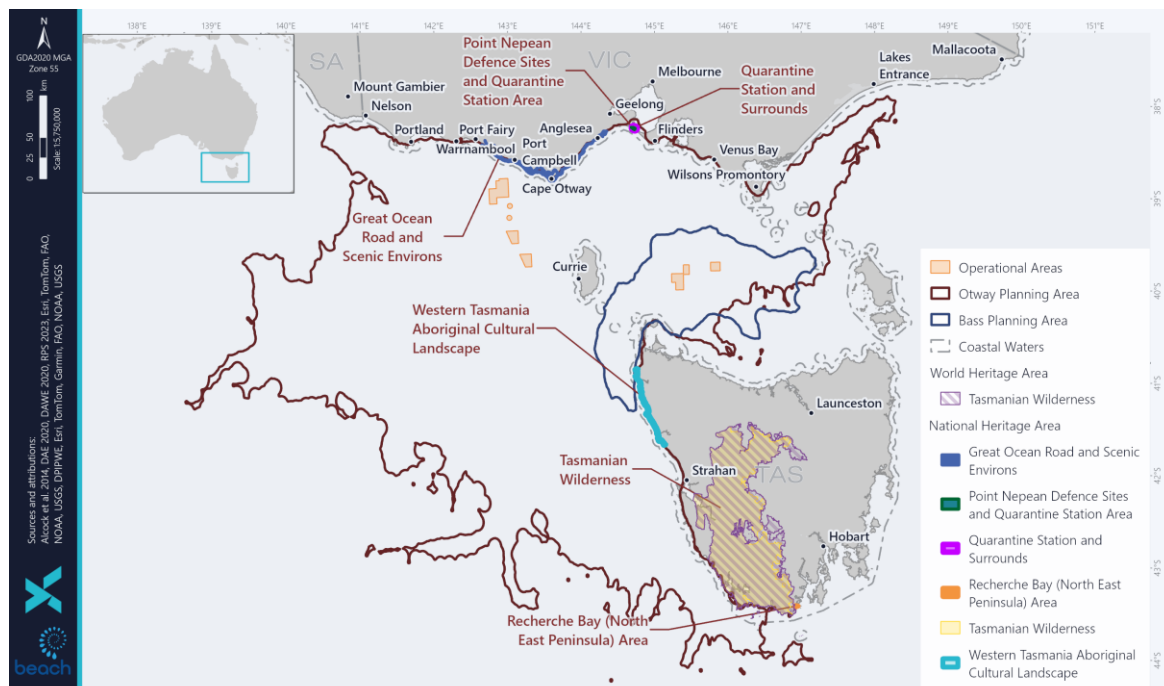 N
GDA2020 MGA
Zone 55
0 50 100
km
Scale: 1:5,750,000
Sources and attributions:
Alcock et al. 2014, DAE 2020, DAWE 2020, RPS 2023, Esri, TomTom, FAO,
NOAA, USGS, DPIPWE, Esri, TomTom, Garmin, FAO, NOAA, USGS
beach
138°E
139°E
140°E
141°E
142°E
143°E
144°E
145°E
146°E
147°E
148°E
149°E
150°E
151°E
38°S
39°S
40°S
41°S
42°S
43°S
44°S
SA
VIC
TAS
Mount Gambier
Nelson
Portland
Port Fairy
Warrnambool
Port
Campbell
Cape Otway
Anglesea
Geelong
Melbourne
Flinders
Venus Bay
Wilsons Promontory
Lakes
Entrance
Mallacoota
Currie
Launceston
Strahan
Hobart
Point Nepean
Defence Sites
and Quarantine
Station Area
Quarantine
Station and
Surrounds
Great Ocean
Road and
Scenic Environs
Western Tasmania
Aboriginal Cultural
Landscape
Tasmanian
Wilderness
Recherche Bay (North
East Peninsula) Area
Operational Areas
Otway Planning Area
Bass Planning Area
Coastal Waters
World Heritage Area
Tasmanian Wilderness
National Heritage Area
Great Ocean Road and Scenic
Environs
Point Nepean Defence Sites
and Quarantine Station Area
Quarantine Station and
Surrounds
Recherche Bay (North East
Peninsula) Area
Tasmanian Wilderness
Western Tasmania Aboriginal
Cultural Landscape